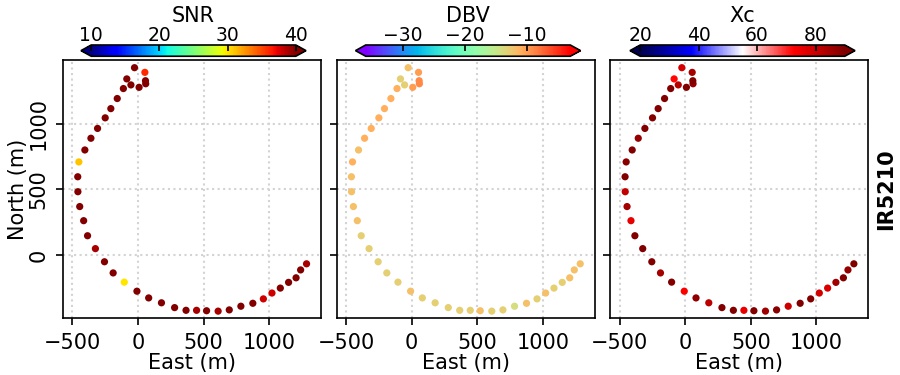 SNR DBV Xc
10 20 30 40 −30 −20 −10 20 40 60 80
North (m)
1000
500
0
IR5210
−500 0 500 1000 −500 0 500 1000 −500 0 500 1000
East (m) East (m) East (m)